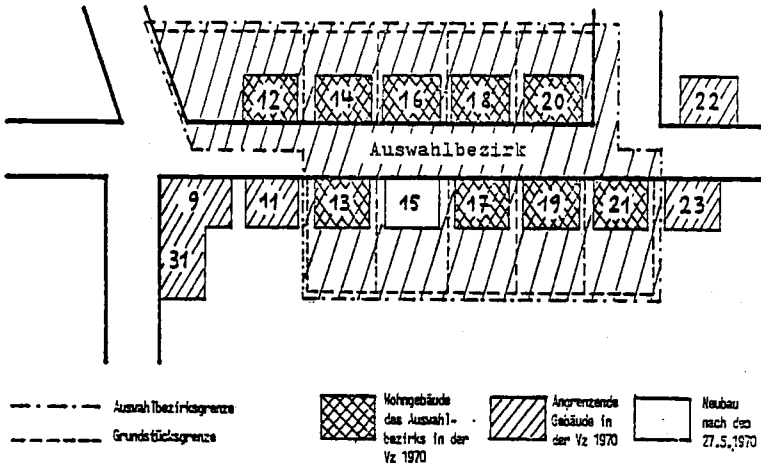 12 14 16 18 20 22
Auswahlbezirk
9 11 13 15 17 19 21 23
31
Auswahlbezirksgrenze
Grundstücksgrenze
Wohngebäude
des Auswahl-
bezirks in der
Vz 1970
Angrenzende
Gebäude in
der Vz 1970
Neubau
nach dem
27.5.1970